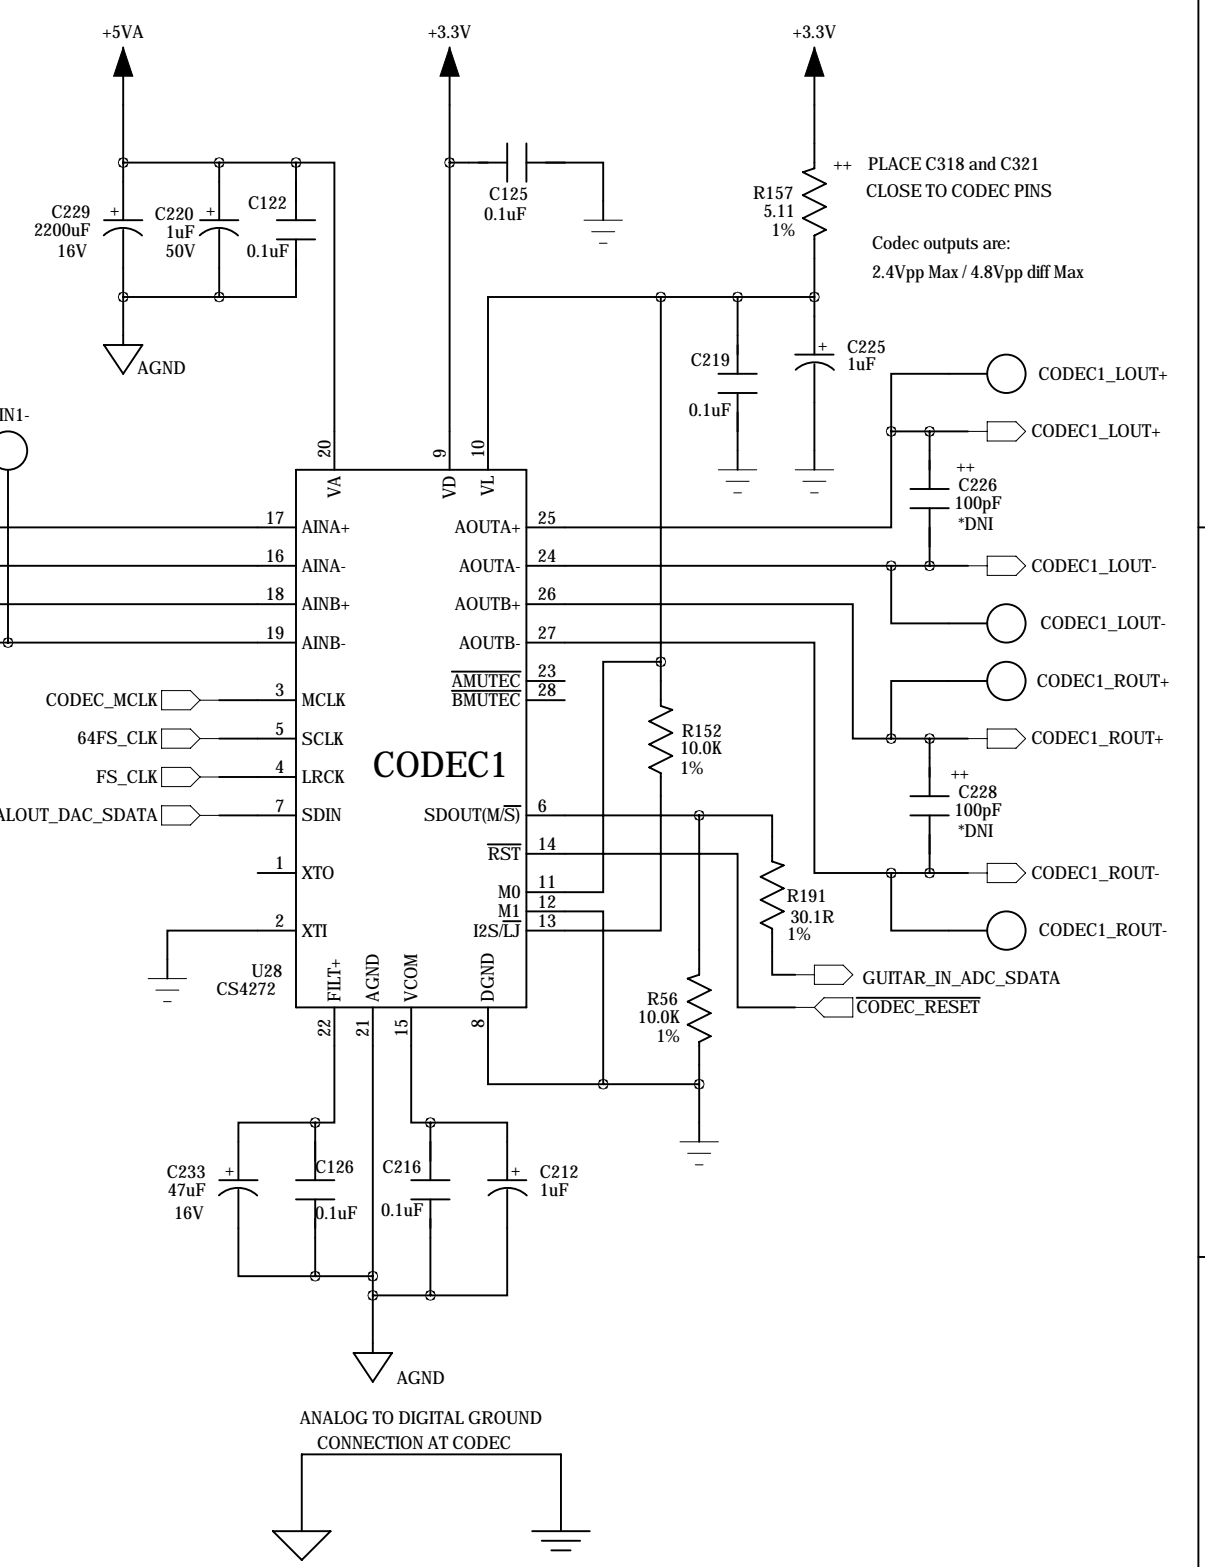 +5VA
+3.3V
+3.3V
++ PLACE C318 and C321
CLOSE TO CODEC PINS
R157
5.11
1%
Codec outputs are:
2.4Vpp Max / 4.8Vpp diff Max
C229
2200uF
16V
+
C220
1uF
50V
+
C122
0.1uF
C125
0.1uF
AGND
C219
0.1uF
+
C225
1uF
IN1-
CODEC1_LOUT+
CODEC1_LOUT+
++
C226
100pF
*DNI
CODEC1_LOUT-
CODEC1_LOUT-
CODEC1_ROUT+
CODEC1_ROUT+
++
C228
100pF
*DNI
CODEC1_ROUT-
CODEC1_ROUT-
20
VA
9
VD
10
VL
17 AINA+
16 AINA-
18 AINB+
19 AINB-
CODEC_MCLK 3 MCLK
64FS_CLK 5 SCLK
FS_CLK 4 LRCK
ALOUT_DAC_SDATA 7 SDIN
1 XTO
2 XTI
AOUTA+ 25
AOUTA- 24
AOUTB+ 26
AOUTB- 27
AMUTEC 23
BMUTEC 28
CODEC1
SDOUT(M/S) 6
RST 14
M0 11
M1 12
I2S/LJ 13
R152
10.0K
1%
R191
30.1R
1%
GUITAR_IN_ADC_SDATA
CODEC_RESET
R56
10.0K
1%
U28
CS4272
FILT+
22
AGND
21
VCOM
15
DGND
8
C233
47uF
16V
+
C126
0.1uF
C216
0.1uF
+
C212
1uF
AGND
ANALOG TO DIGITAL GROUND
CONNECTION AT CODEC